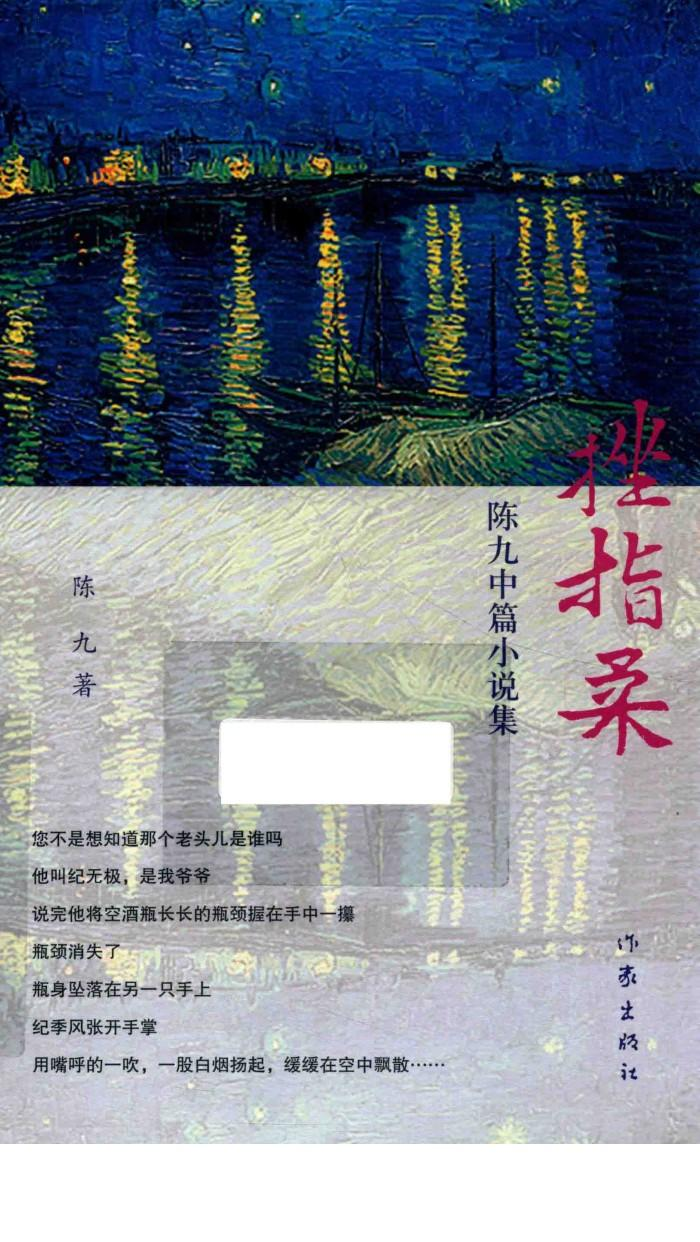 挫指柔
陈九中篇小说集
陈九著
您不是想知道那个老头儿是谁吗
他叫纪无极，是我爷爷
说完他将空酒瓶长长的瓶颈握在手中一攥
瓶颈消失了
瓶身坠落在另一只手上
纪季风张开手掌
用嘴呼的一吹，一股白烟扬起，缓缓在空中飘散……
作家出版社